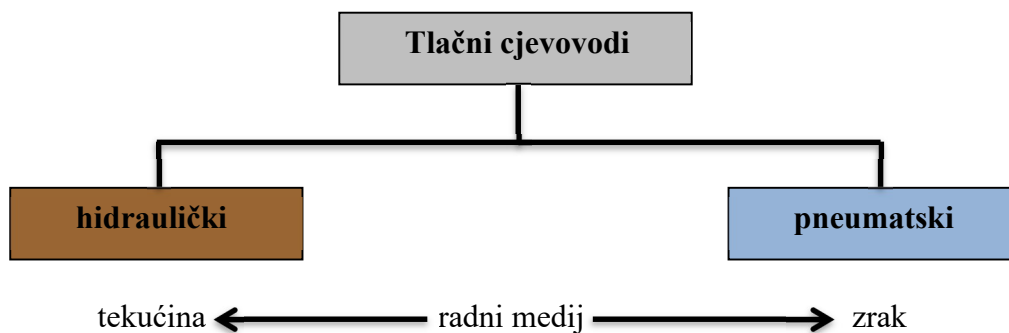 Tlačni cjevovodi
hidraulički
pneumatski
tekućina radni medij zrak